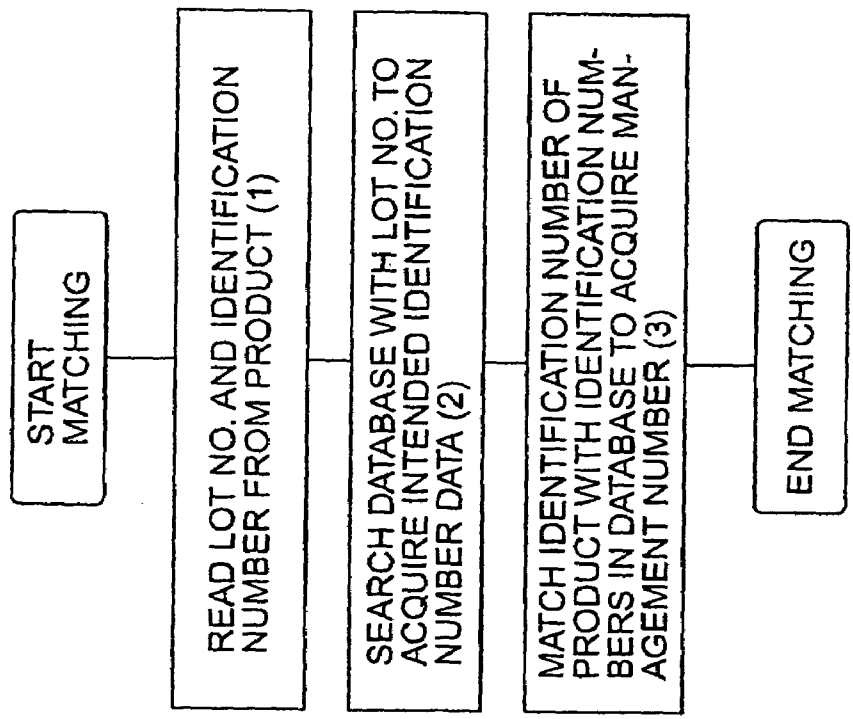 START
MATCHING
READ LOT NO. AND IDENTIFICATION
NUMBER FROM PRODUCT (1)
SEARCH DATABASE WITH LOT NO. TO
ACQUIRE INTENDED IDENTIFICATION
NUMBER DATA (2)
MATCH IDENTIFICATION NUMBER OF
PRODUCT WITH IDENTIFICATION NUM-
BERS IN DATABASE TO ACQUIRE MAN-
AGEMENT NUMBER (3)
END MATCHING